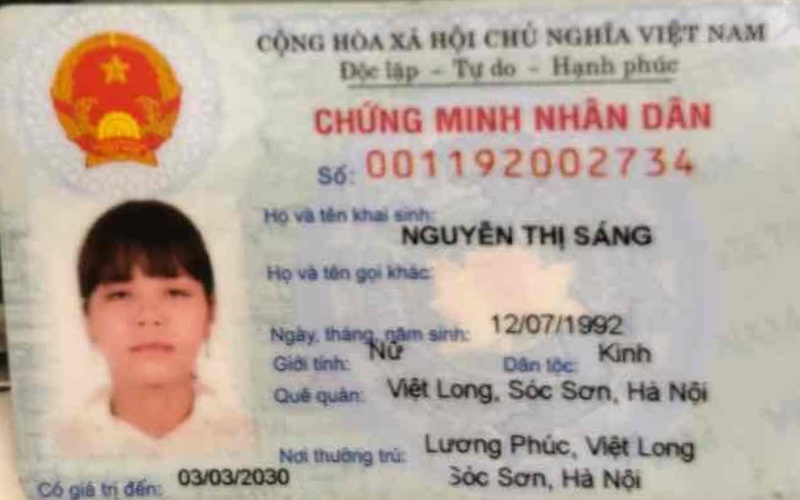 CỘNG HÒA XÃ HỘI CHỦ NGHĨA VIỆT NAM
Độc lập - Tự do - Hạnh phúc
CHỨNG MINH NHÂN DÂN
Số: 001192002734
Họ và tên khai sinh:
NGUYỄN THỊ SÁNG
Họ và tên gọi khác:
Ngày, tháng, năm sinh: 12/07/1992
Giới tính: Nữ Dân tộc: Kinh
Quê quán: Việt Long, Sóc Sơn, Hà Nội
Nơi thường trú: Lương Phúc, Việt Long
Sóc Sơn, Hà Nội
Có giá trị đến: 03/03/2030